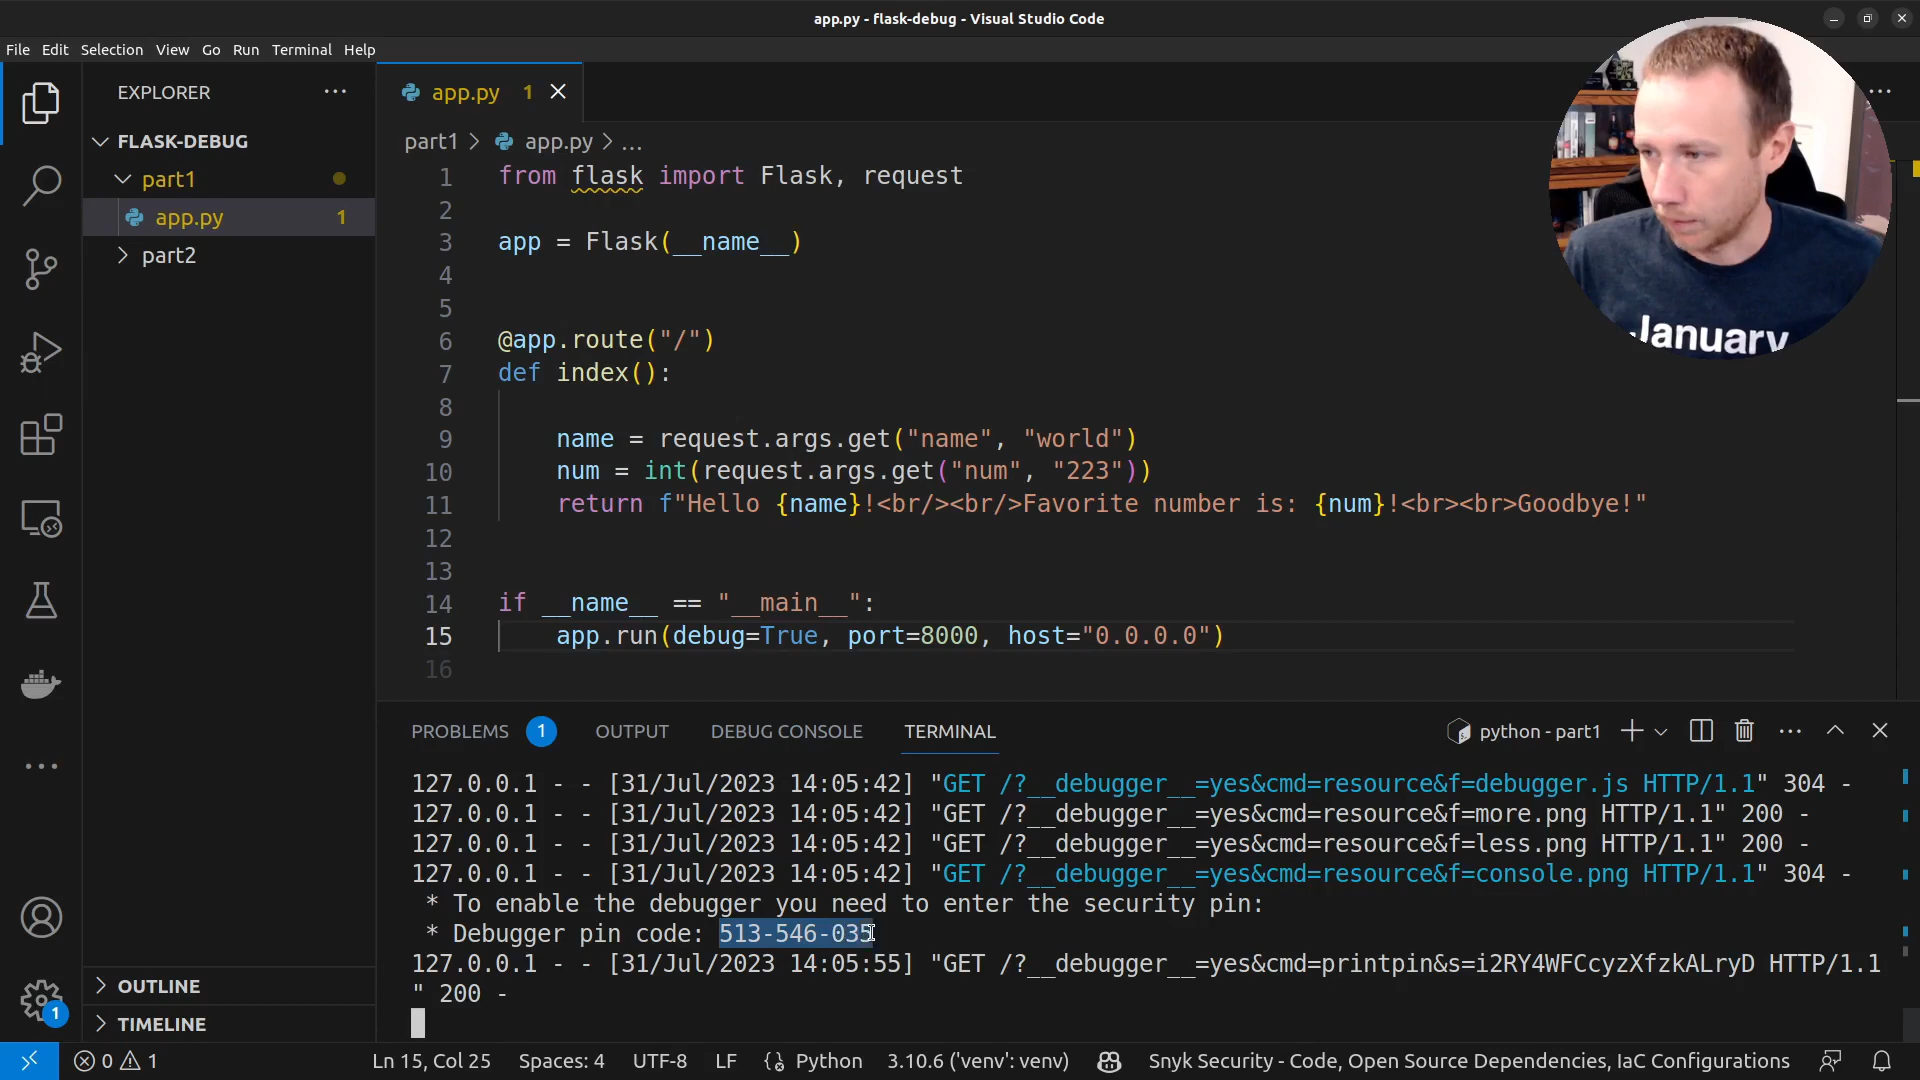 app.py - flask-debug - Visual Studio Code
File Edit Selection View Go Run Terminal Help
EXPLORER
app.py 1
FLASK-DEBUG
part1 > app.py > ...
part1
app.py 1
part2
1 from flask import Flask, request
2
3 app = Flask(__name__)
4
5
6 @app.route("/")
7 def index():
8
9 name = request.args.get("name", "world")
10 num = int(request.args.get("num", "223"))
11 return f"Hello {name}!<br/><br/>Favorite number is: {num}!<br><br>Goodbye!"
12
13
14 if __name__ == "__main__":
15 app.run(debug=True, port=8000, host="0.0.0.0")
16
January
PROBLEMS 1 OUTPUT DEBUG CONSOLE TERMINAL python - part1
127.0.0.1 - - [31/Jul/2023 14:05:42] "GET /?__debugger__=yes&cmd=resource&f=debugger.js HTTP/1.1" 304 -
127.0.0.1 - - [31/Jul/2023 14:05:42] "GET /?__debugger__=yes&cmd=resource&f=more.png HTTP/1.1" 200 -
127.0.0.1 - - [31/Jul/2023 14:05:42] "GET /?__debugger__=yes&cmd=resource&f=less.png HTTP/1.1" 200 -
127.0.0.1 - - [31/Jul/2023 14:05:42] "GET /?__debugger__=yes&cmd=resource&f=console.png HTTP/1.1" 304 -
* To enable the debugger you need to enter the security pin:
* Debugger pin code: 513-546-035
127.0.0.1 - - [31/Jul/2023 14:05:55] "GET /?__debugger__=yes&cmd=printpin&s=i2RY4WFCcyzXfzkALryD HTTP/1.1
" 200 -
OUTLINE
TIMELINE
1
0 1 Ln 15, Col 25 Spaces: 4 UTF-8 LF Python 3.10.6 ('venv': venv) Snyk Security - Code, Open Source Dependencies, IaC Configurations